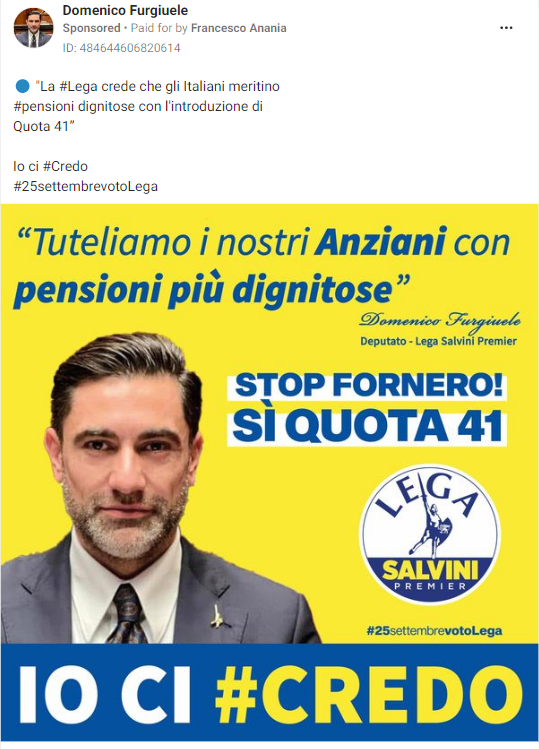 Domenico Furgiuele
Sponsored • Paid for by Francesco Anania
ID: 484644606820614
"La #Lega crede che gli Italiani meritino
#pensioni dignitose con l'introduzione di
Quota 41”
Io ci #Credo
#25settembrevotoLega
“Tuteliamo i nostri Anziani con
pensioni più dignitose”
Domenico Furgiuele
Deputato - Lega Salvini Premier
STOP FORNERO!
SÌ QUOTA 41
LEGA
SALVINI
PREMIER
#25settembrevotoLega
IO CI #CREDO